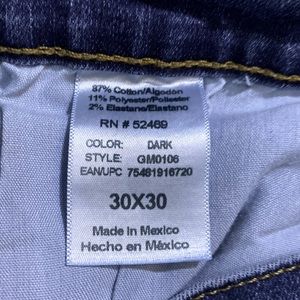 87% Cotton/Algodon
11% Polyester/Poliester
2% Elastane/Elastano
RN # 52469
COLOR: DARK
STYLE: GM0106
EAN/UPC 75481916720
30X30
Made in Mexico
Hecho en México